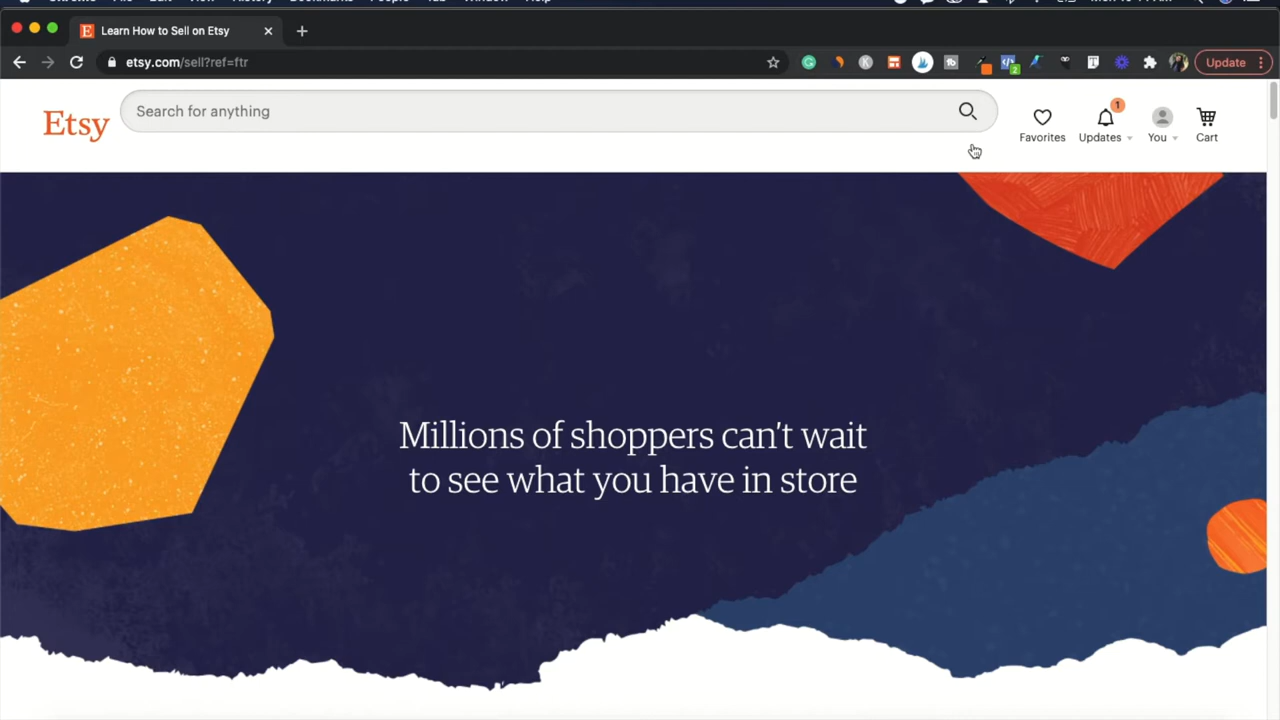 Learn How to Sell on Etsy
etsy.com/sell?ref=ftr
Update
Etsy
Search for anything
1
Favorites
Updates
You
Cart
Millions of shoppers can't wait
to see what you have in store